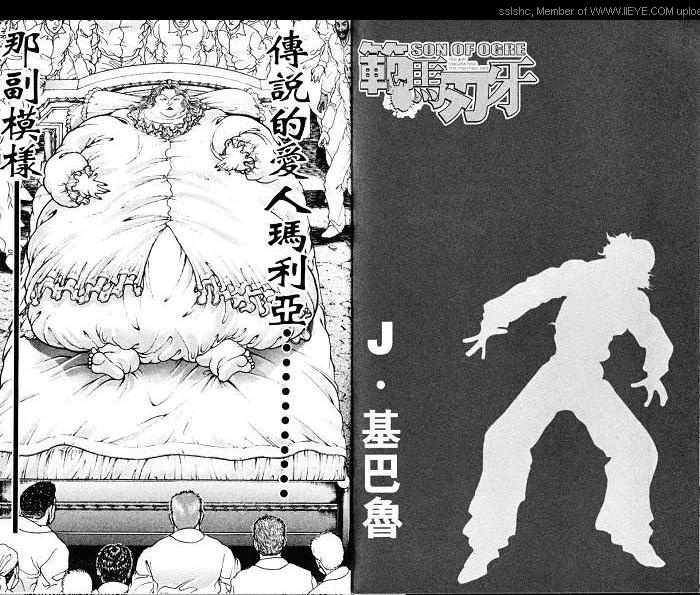 sslshc, Member of WWW.IIEYE.COM uploa
SON OF OGRE
範馬刃牙
J・基巴魯
傳說的愛人瑪利亞…………
那副模樣